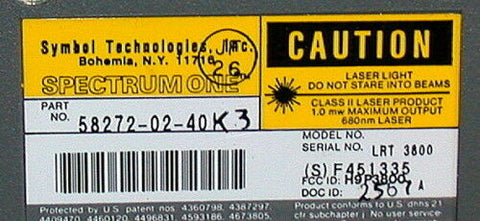 Symbol Technologies, Inc.
Bohemia, N.Y. 11716
26
SPECTRUM ONE
PART
NO. 58272-02-40 K3
CAUTION
LASER LIGHT
DO NOT STARE INTO BEAMS
CLASS II LASER PRODUCT
1.0 mw MAXIMUM OUTPUT
680nm LASER
MODEL NO.
SERIAL NO. LRT 3800
(S) F451335
FCC ID: H9P3800
DOC ID: A
Protected by U.S. patent nos. 4360798 4387297
4409470, 4460120, 4496831, 4593186, 4673805,
Product conforms to U.S. dhhs 21
cfr subchapter J No user service